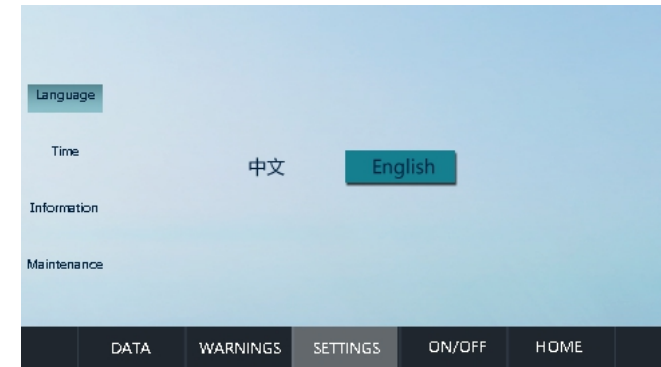 Language
Time
中文 English
Information
Maintenance
DATA WARNINGS SETTINGS ON/OFF HOME